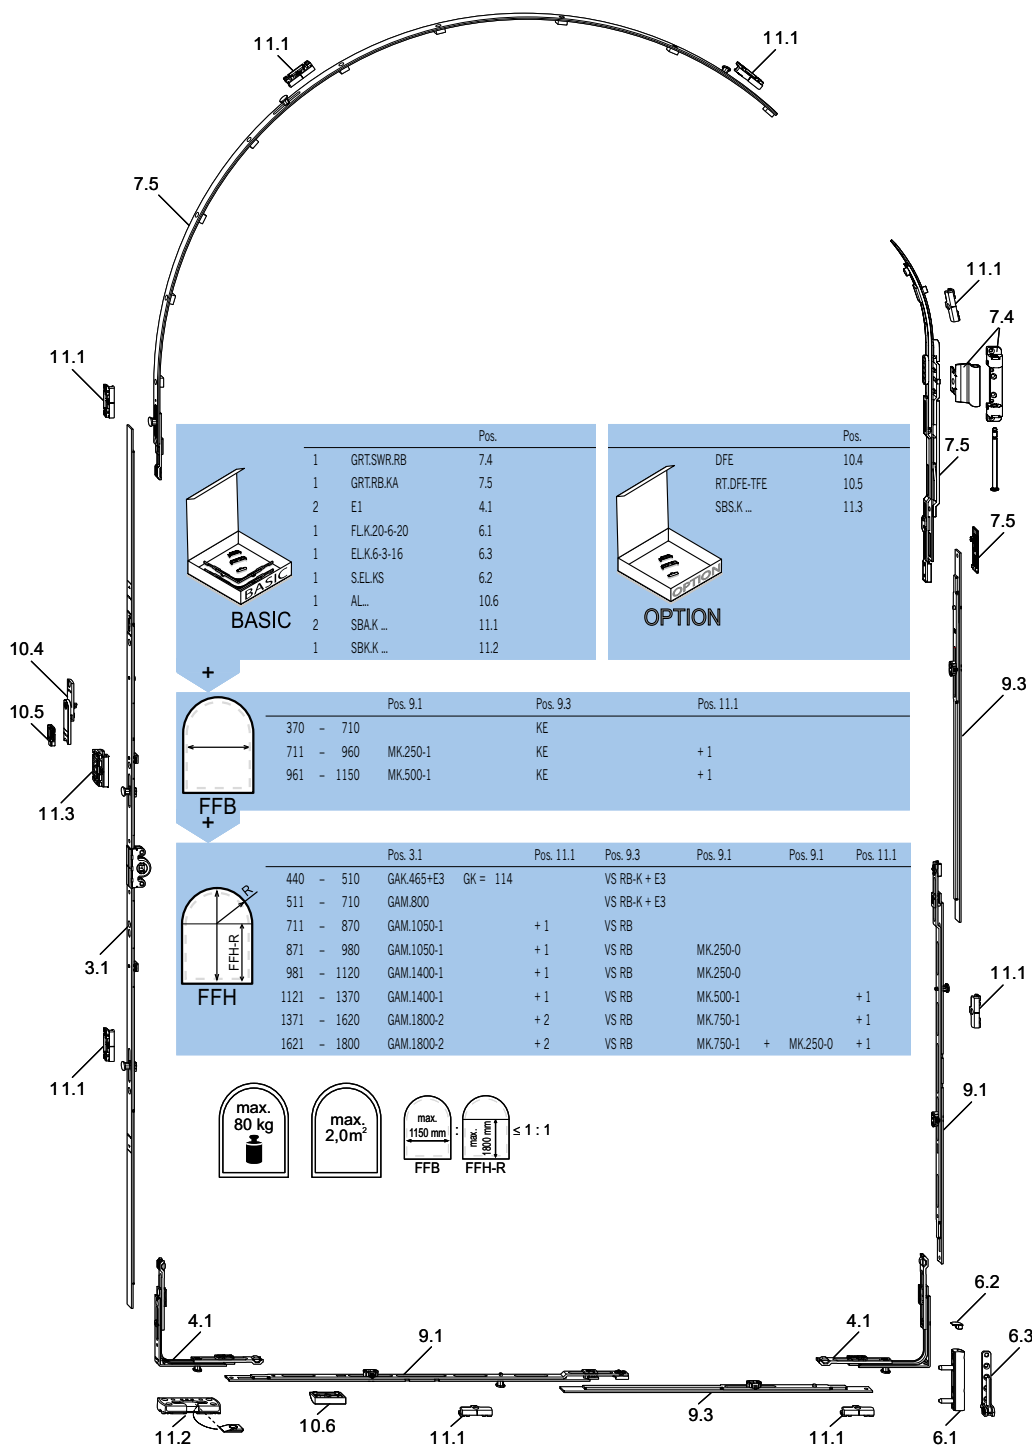 11.1
11.1
7.5
11.1
7.4
11.1
7.5
7.5
Pos.
1 GRT.SWR.RB 7.4
1 GRT.RB.KA 7.5
2 E1 4.1
1 FL.K.20-6-20 6.1
1 EL.K.6-3-16 6.3
1 S.EL.KS 6.2
1 AL... 10.6
2 SBA.K ... 11.1
1 SBK.K ... 11.2
BASIC
BASIC
Pos.
DFE 10.4
RT.DFE-TFE 10.5
SBS.K ... 11.3
OPTION
OPTION
+
10.4
10.5
11.3
9.3
Pos. 9.1 Pos. 9.3 Pos. 11.1
370 – 710 KE
711 – 960 MK.250-1 KE + 1
961 – 1150 MK.500-1 KE + 1
FFB
+
Pos. 3.1 Pos. 11.1 Pos. 9.3 Pos. 9.1 Pos. 9.1 Pos. 11.1
440 – 510 GAK.465+E3 GK = 114 VS RB-K + E3
511 – 710 GAM.800 VS RB-K + E3
711 – 870 GAM.1050-1 + 1 VS RB
871 – 980 GAM.1050-1 + 1 VS RB MK.250-0
981 – 1120 GAM.1400-1 + 1 VS RB MK.250-0
1121 – 1370 GAM.1400-1 + 1 VS RB MK.500-1 + 1
1371 – 1620 GAM.1800-2 + 2 VS RB MK.750-1 + 1
1621 – 1800 GAM.1800-2 + 2 VS RB MK.750-1 + MK.250-0 + 1
R
FFH-R
FFH
3.1
11.1
11.1
9.1
max.
80 kg
max.
2,0m²
max.
1150 mm
FFB
:
max.
1800 mm
FFH-R
≤ 1 : 1
4.1
9.1
4.1
6.2
6.3
11.2
10.6
11.1
9.3
11.1
6.1